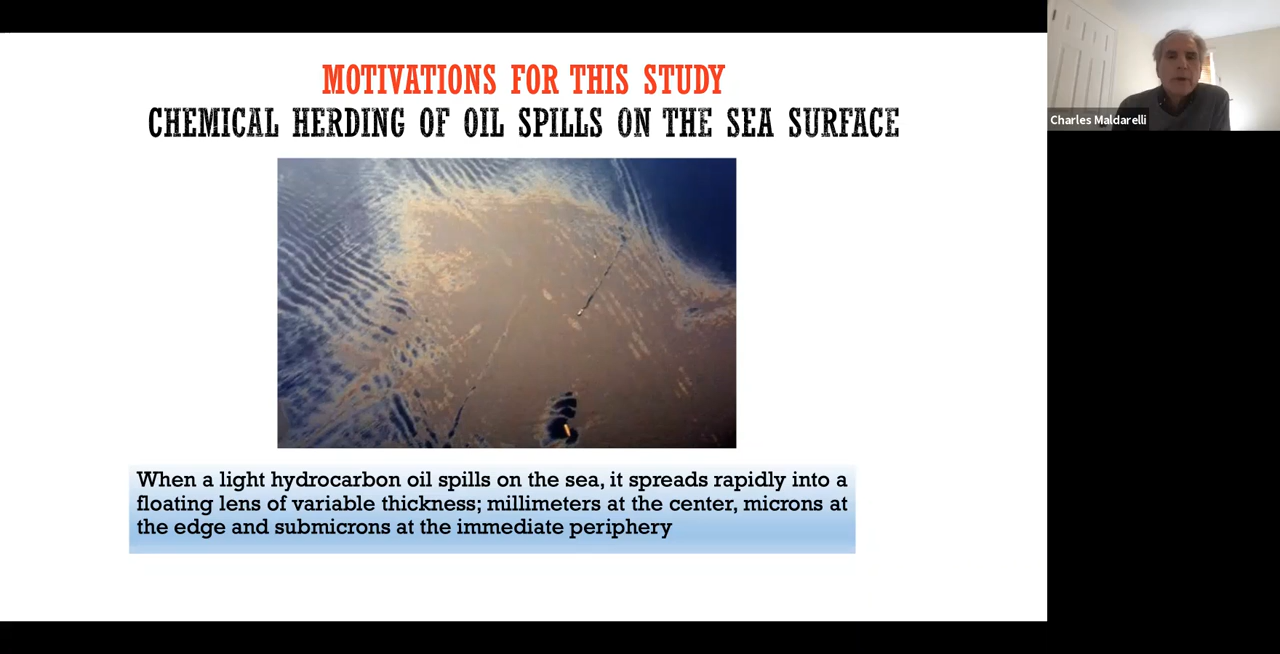 MOTIVATIONS FOR THIS STUDY
CHEMICAL HERDING OF OIL SPILLS ON THE SEA SURFACE
When a light hydrocarbon oil spills on the sea, it spreads rapidly into a
floating lens of variable thickness; millimeters at the center, microns at
the edge and submicrons at the immediate periphery
Charles Maldarelli